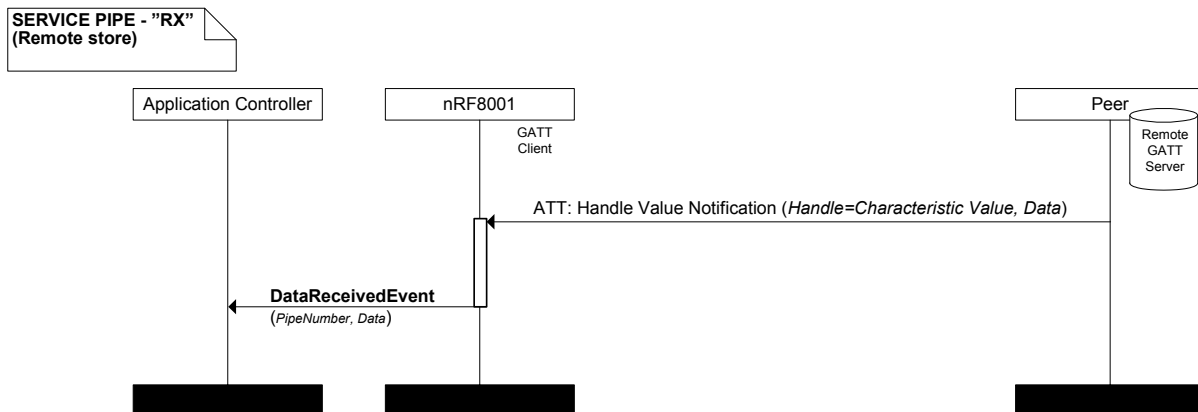 SERVICE PIPE - ”RX”
(Remote store)
Application Controller
nRF8001
Peer
GATT
Client
Remote
GATT
Server
ATT: Handle Value Notification (Handle=Characteristic Value, Data)
DataReceivedEvent
(PipeNumber, Data)